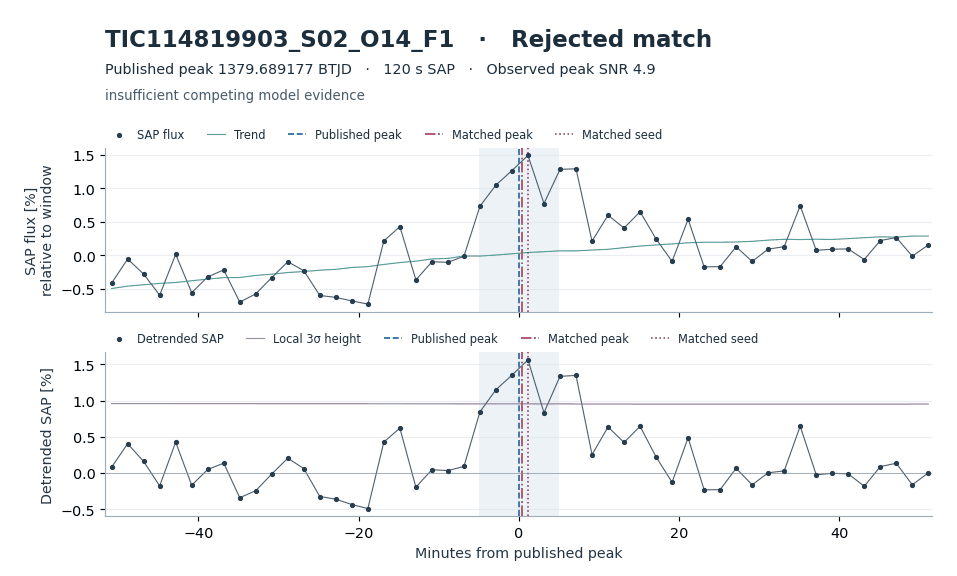 TIC114819903_S02_O14_F1 · Rejected match
Published peak 1379.689177 BTJD · 120 s SAP · Observed peak SNR 4.9
insufficient competing model evidence
SAP flux Trend Published peak Matched peak Matched seed
SAP flux [%]
relative to window
1.5
1.0
0.5
0.0
−0.5
Detrended SAP Local 3σ height Published peak Matched peak Matched seed
Detrended SAP [%]
1.5
1.0
0.5
0.0
−0.5
−40 −20 0 20 40
Minutes from published peak